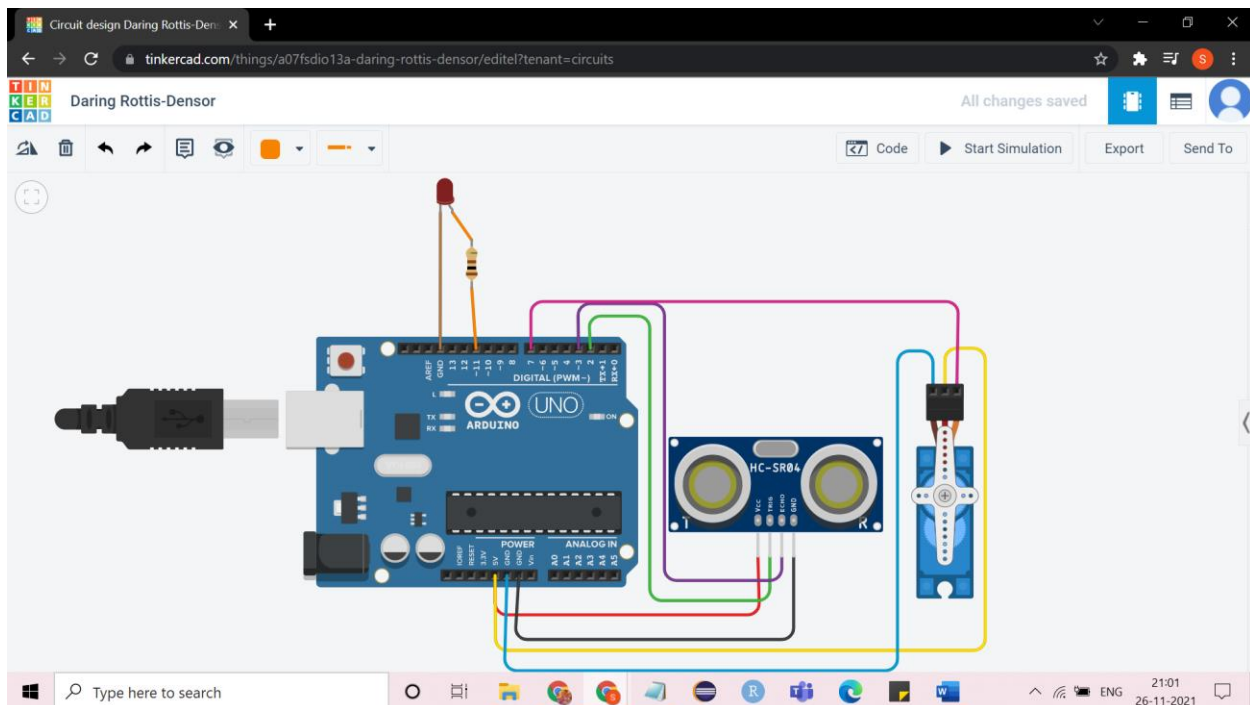 Circuit design Daring Rottis-Den
tinkercad.com/things/a07fsdio13a-daring-rottis-densor/editel?tenant=circuits
S
TIN
KER
CAD
Daring Rottis-Densor
All changes saved
Code
Start Simulation
Export
Send To
AREF
GND
13
12
~11
~10
~9
8
7
~6
~5
4
~3
2
TX→1
RX←0
DIGITAL (PWM~)
L
TX
RX
ARDUINO
UNO
ON
HC-SR04
T
R
VCC
TRIG
ECHO
GND
POWER
ANALOG IN
IOREF
RESET
3.3V
5V
GND
GND
Vin
A0
A1
A2
A3
A4
A5
Type here to search
R
ENG
21:01
26-11-2021